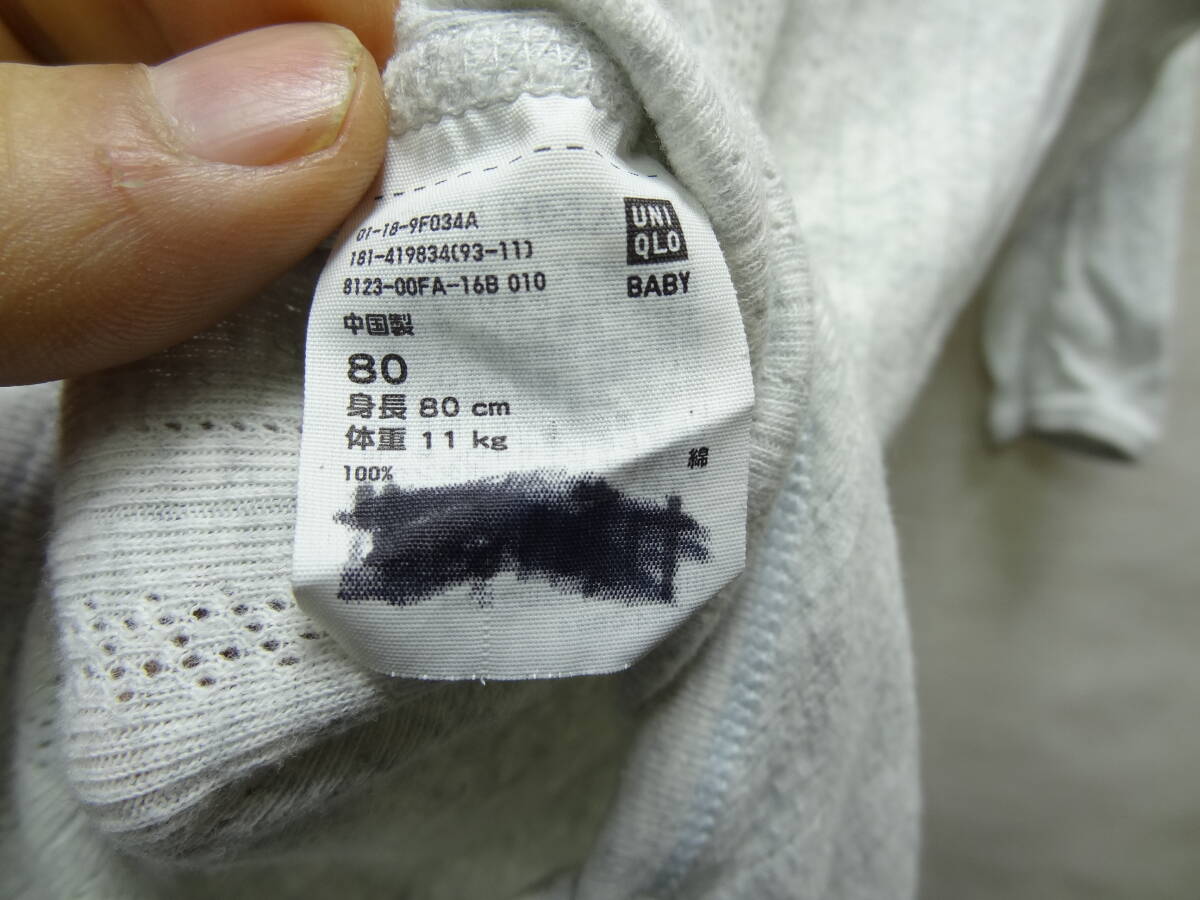 01-18-9F034A
181-419834(93-11)
8123-00FA-16B 010
UNI
QLO
BABY
中国製
80
身長 80 cm
体重 11 kg
100% 綿